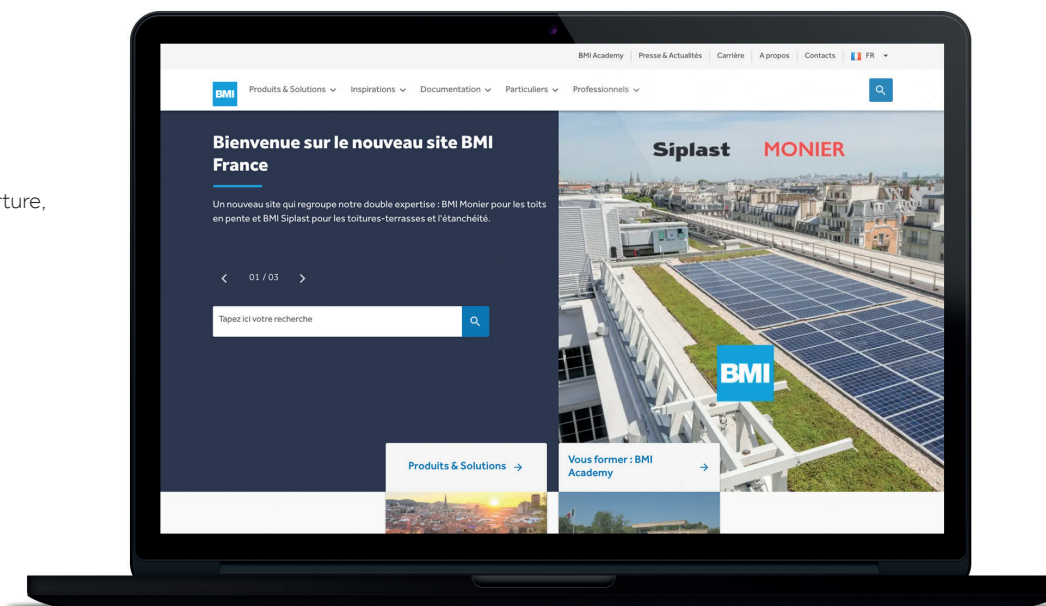 rture,
BMI Academy
Presse & Actualités
Carrière
A propos
Contacts
FR
BMI
Produits & Solutions
Inspirations
Documentation
Particuliers
Professionnels
Bienvenue sur le nouveau site BMI
France
Un nouveau site qui regroupe notre double expertise : BMI Monier pour les toits
en pente et BMI Siplast pour les toitures-terrasses et l'étanchéité.
01 / 03
Tapez ici votre recherche
Siplast
MONIER
BMI
Produits & Solutions
Vous former : BMI
Academy